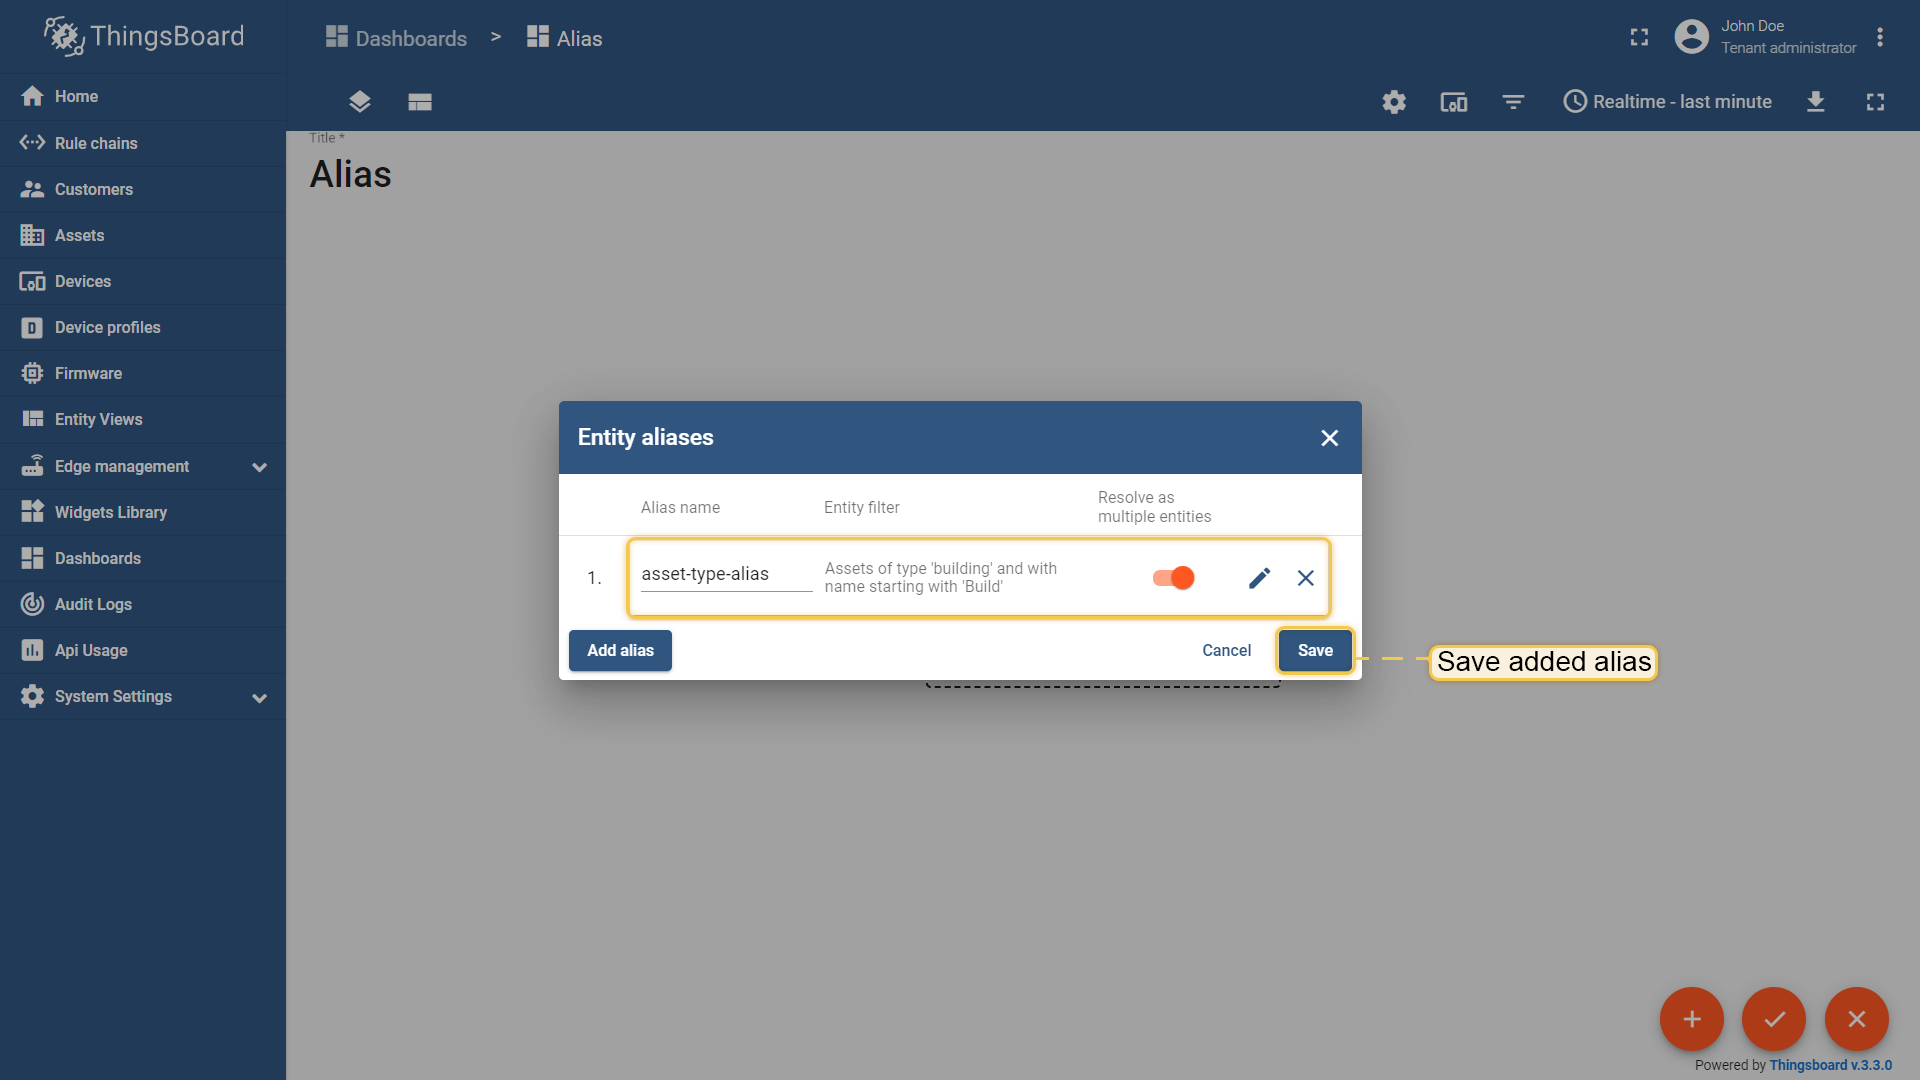 ThingsBoard
Dashboards > Alias
John Doe
Tenant administrator
Home
Rule chains
Customers
Assets
Devices
Device profiles
Firmware
Entity Views
Edge management
Widgets Library
Dashboards
Audit Logs
Api Usage
System Settings
Realtime - last minute
Title *
Alias
Entity aliases
Alias name
Entity filter
Resolve as
multiple entities
1.
asset-type-alias
Assets of type 'building' and with
name starting with 'Build'
Add alias
Cancel
Save
Save added alias
Powered by Thingsboard v.3.3.0